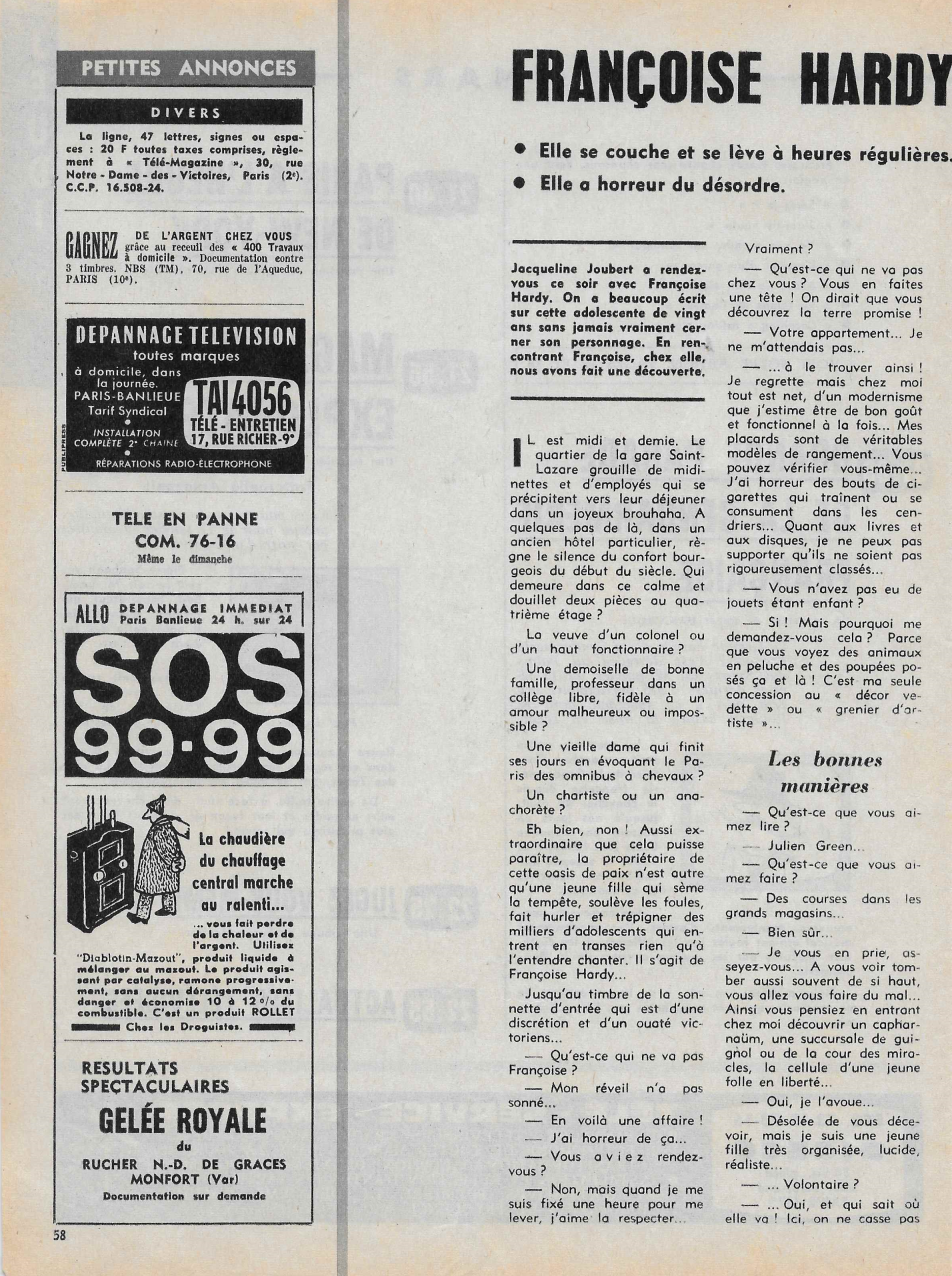 PETITES ANNONCES
DIVERS
La ligne, 47 lettres, signes ou espa-
ces : 20 F toutes taxes comprises, règle-
ment à « Télé-Magazine », 30, rue
Notre - Dame - des - Victoires, Paris (2e).
C.C.P. 16.508-24.
GAGNEZ DE L'ARGENT CHEZ VOUS
grâce au receuil des « 400 Travaux
à domicile ». Documentation contre
3 timbres. NBS (TM), 70, rue de l'Aqueduc,
PARIS (10e).
DEPANNAGE TELEVISION
toutes marques
à domicile, dans
la journée.
PARIS-BANLIEUE
Tarif Syndical
•
INSTALLATION
COMPLÈTE 2e CHAINE
•
TAI 4056
TÉLÉ - ENTRETIEN
17, RUE RICHER-9e
RÉPARATIONS RADIO-ÉLECTROPHONE
PUBLIPRESS
TELE EN PANNE
COM. 76-16
Même le dimanche
ALLO DEPANNAGE IMMEDIAT
Paris Banlieue 24 h. sur 24
SOS
99·99
La chaudière
du chauffage
central marche
au ralenti...
... vous fait perdre
de la chaleur et de
l'argent. Utilisez
"Diablotin-Mazout", produit liquide à
mélanger au mazout. Le produit agis-
sant par catalyse, ramone progressive-
ment, sans aucun dérangement, sans
danger et économise 10 à 12 % du
combustible. C'est un produit ROLLET
Chez les Droguistes.
RESULTATS
SPECTACULAIRES
GELÉE ROYALE
du
RUCHER N.-D. DE GRACES
MONFORT (Var)
Documentation sur demande
58
FRANÇOISE HARDY
• Elle se couche et se lève à heures régulières.
• Elle a horreur du désordre.
Jacqueline Joubert a rendez-
vous ce soir avec Françoise
Hardy. On a beaucoup écrit
sur cette adolescente de vingt
ans sans jamais vraiment cer-
ner son personnage. En ren-
contrant Françoise, chez elle,
nous avons fait une découverte.
IL est midi et demie. Le
quartier de la gare Saint-
Lazare grouille de midi-
nettes et d'employés qui se
précipitent vers leur déjeuner
dans un joyeux brouhaha. A
quelques pas de là, dans un
ancien hôtel particulier, rè-
gne le silence du confort bour-
geois du début du siècle. Qui
demeure dans ce calme et
douillet deux pièces au qua-
trième étage ?
La veuve d'un colonel ou
d'un haut fonctionnaire ?
Une demoiselle de bonne
famille, professeur dans un
collège libre, fidèle à un
amour malheureux ou impos-
sible ?
Une vieille dame qui finit
ses jours en évoquant le Pa-
ris des omnibus à chevaux ?
Un chartiste ou un ana-
chorète ?
Eh bien, non ! Aussi ex-
traordinaire que cela puisse
paraître, la propriétaire de
cette oasis de paix n'est autre
qu'une jeune fille qui sème
la tempête, soulève les foules,
fait hurler et trépigner des
milliers d'adolescents qui en-
trent en transes rien qu'à
l'entendre chanter. Il s'agit de
Françoise Hardy...
Jusqu'au timbre de la son-
nette d'entrée qui est d'une
discrétion et d'un ouaté vic-
toriens...
— Qu'est-ce qui ne va pas
Françoise ?
— Mon réveil n'a pas
sonné...
— En voilà une affaire !
— J'ai horreur de ça...
— Vous aviez rendez-
vous ?
— Non, mais quand je me
suis fixé une heure pour me
lever, j'aime la respecter...
Vraiment ?
— Qu'est-ce qui ne va pas
chez vous ? Vous en faites
une tête ! On dirait que vous
découvrez la terre promise !
— Votre appartement... Je
ne m'attendais pas...
— ... à le trouver ainsi !
Je regrette mais chez moi
tout est net, d'un modernisme
que j'estime être de bon goût
et fonctionnel à la fois... Mes
placards sont de véritables
modèles de rangement... Vous
pouvez vérifier vous-même...
J'ai horreur des bouts de ci-
garettes qui traînent ou se
consument dans les cen-
driers... Quant aux livres et
aux disques, je ne peux pas
supporter qu'ils ne soient pas
rigoureusement classés...
— Vous n'avez pas eu de
jouets étant enfant ?
— Si ! Mais pourquoi me
demandez-vous cela ? Parce
que vous voyez des animaux
en peluche et des poupées po-
sés ça et là ! C'est ma seule
concession au « décor ve-
dette » ou « grenier d'ar-
tiste »...
Les bonnes
manières
— Qu'est-ce que vous ai-
mez lire ?
— Julien Green...
— Qu'est-ce que vous ai-
mez faire ?
— Des courses dans les
grands magasins...
— Bien sûr...
— Je vous en prie, as-
seyez-vous... A vous voir tom-
ber aussi souvent de si haut,
vous allez vous faire du mal...
Ainsi vous pensiez en entrant
chez moi découvrir un caphar-
naüm, une succursale de gui-
gnol ou de la cour des mira-
cles, la cellule d'une jeune
folle en liberté...
— Oui, je l'avoue...
— Désolée de vous déce-
voir, mais je suis une jeune
fille très organisée, lucide,
réaliste...
— ... Volontaire ?
— ... Oui, et qui sait où
elle va ! Ici, on ne casse pas